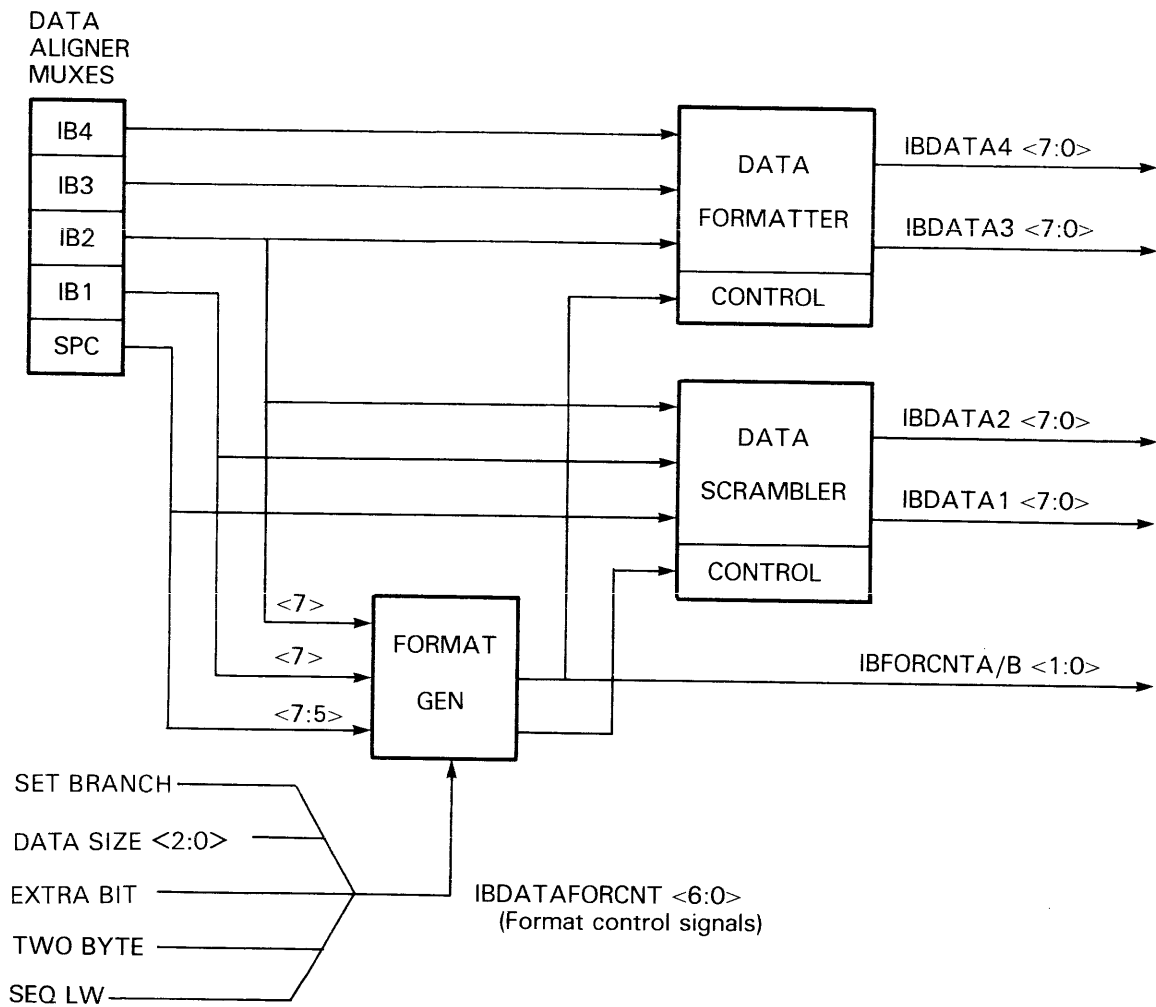 DATA
ALIGNER
MUXES
IB4
IB3
IB2
IB1
SPC
DATA
FORMATTER
CONTROL
IBDATA4 <7:0>
IBDATA3 <7:0>
DATA
SCRAMBLER
CONTROL
IBDATA2 <7:0>
IBDATA1 <7:0>
<7>
<7>
<7:5>
FORMAT
GEN
IBFORCNTA/B <1:0>
SET BRANCH
DATA SIZE <2:0>
EXTRA BIT
TWO BYTE
SEQ LW
IBDATAFORCNT <6:0>
(Format control signals)